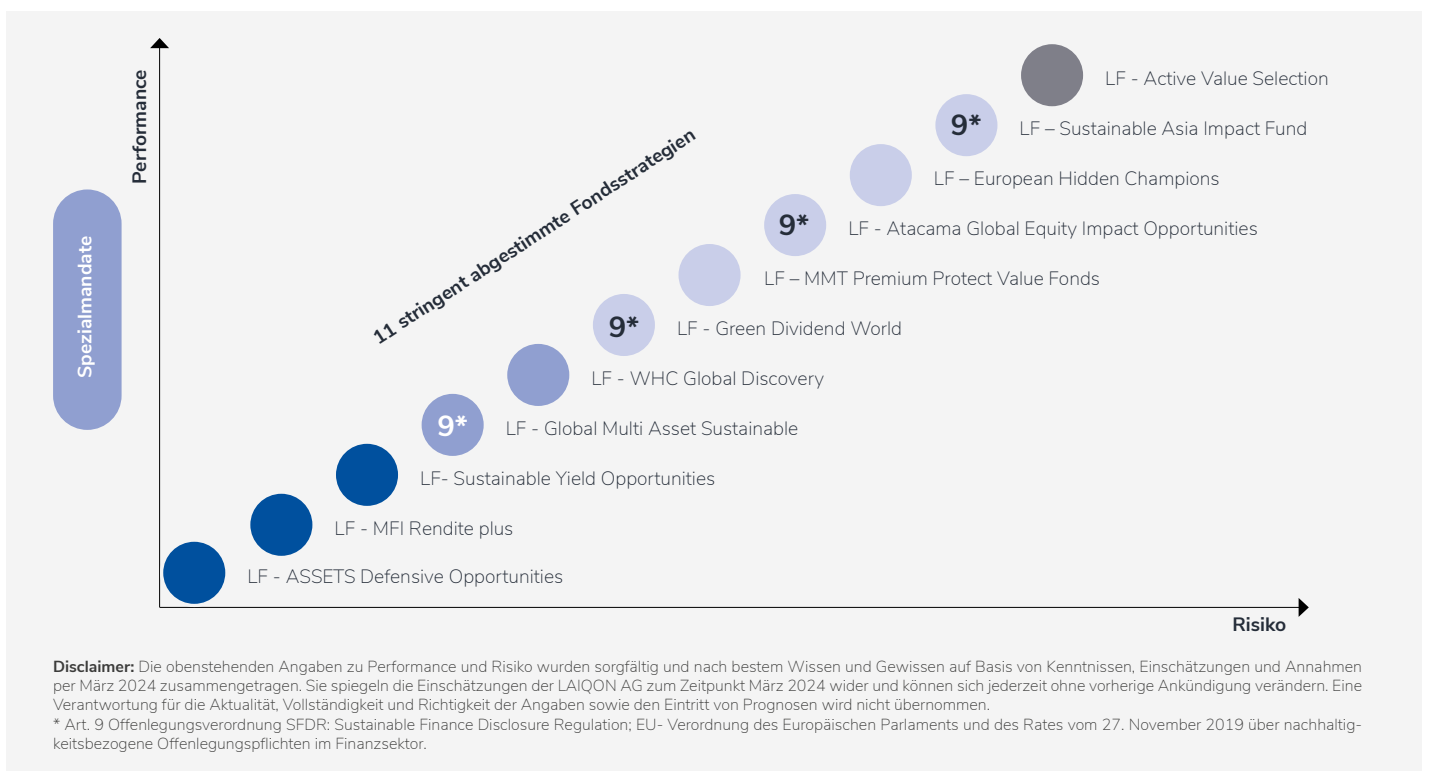 Performance
Spezialmandate
11 stringent abgestimmte Fondsstrategien
LF - Active Value Selection
9*
LF – Sustainable Asia Impact Fund
LF – European Hidden Champions
9*
LF - Atacama Global Equity Impact Opportunities
LF – MMT Premium Protect Value Fonds
9*
LF - Green Dividend World
LF - WHC Global Discovery
9*
LF - Global Multi Asset Sustainable
LF- Sustainable Yield Opportunities
LF - MFI Rendite plus
LF - ASSETS Defensive Opportunities
Risiko
Disclaimer: Die obenstehenden Angaben zu Performance und Risiko wurden sorgfältig und nach bestem Wissen und Gewissen auf Basis von Kenntnissen, Einschätzungen und Annahmen
per März 2024 zusammengetragen. Sie spiegeln die Einschätzungen der LAIQON AG zum Zeitpunkt März 2024 wider und können sich jederzeit ohne vorherige Ankündigung verändern. Eine
Verantwortung für die Aktualität, Vollständigkeit und Richtigkeit der Angaben sowie den Eintritt von Prognosen wird nicht übernommen.
* Art. 9 Offenlegungsverordnung SFDR: Sustainable Finance Disclosure Regulation; EU- Verordnung des Europäischen Parlaments und des Rates vom 27. November 2019 über nachhaltig-
keitsbezogene Offenlegungspflichten im Finanzsektor.